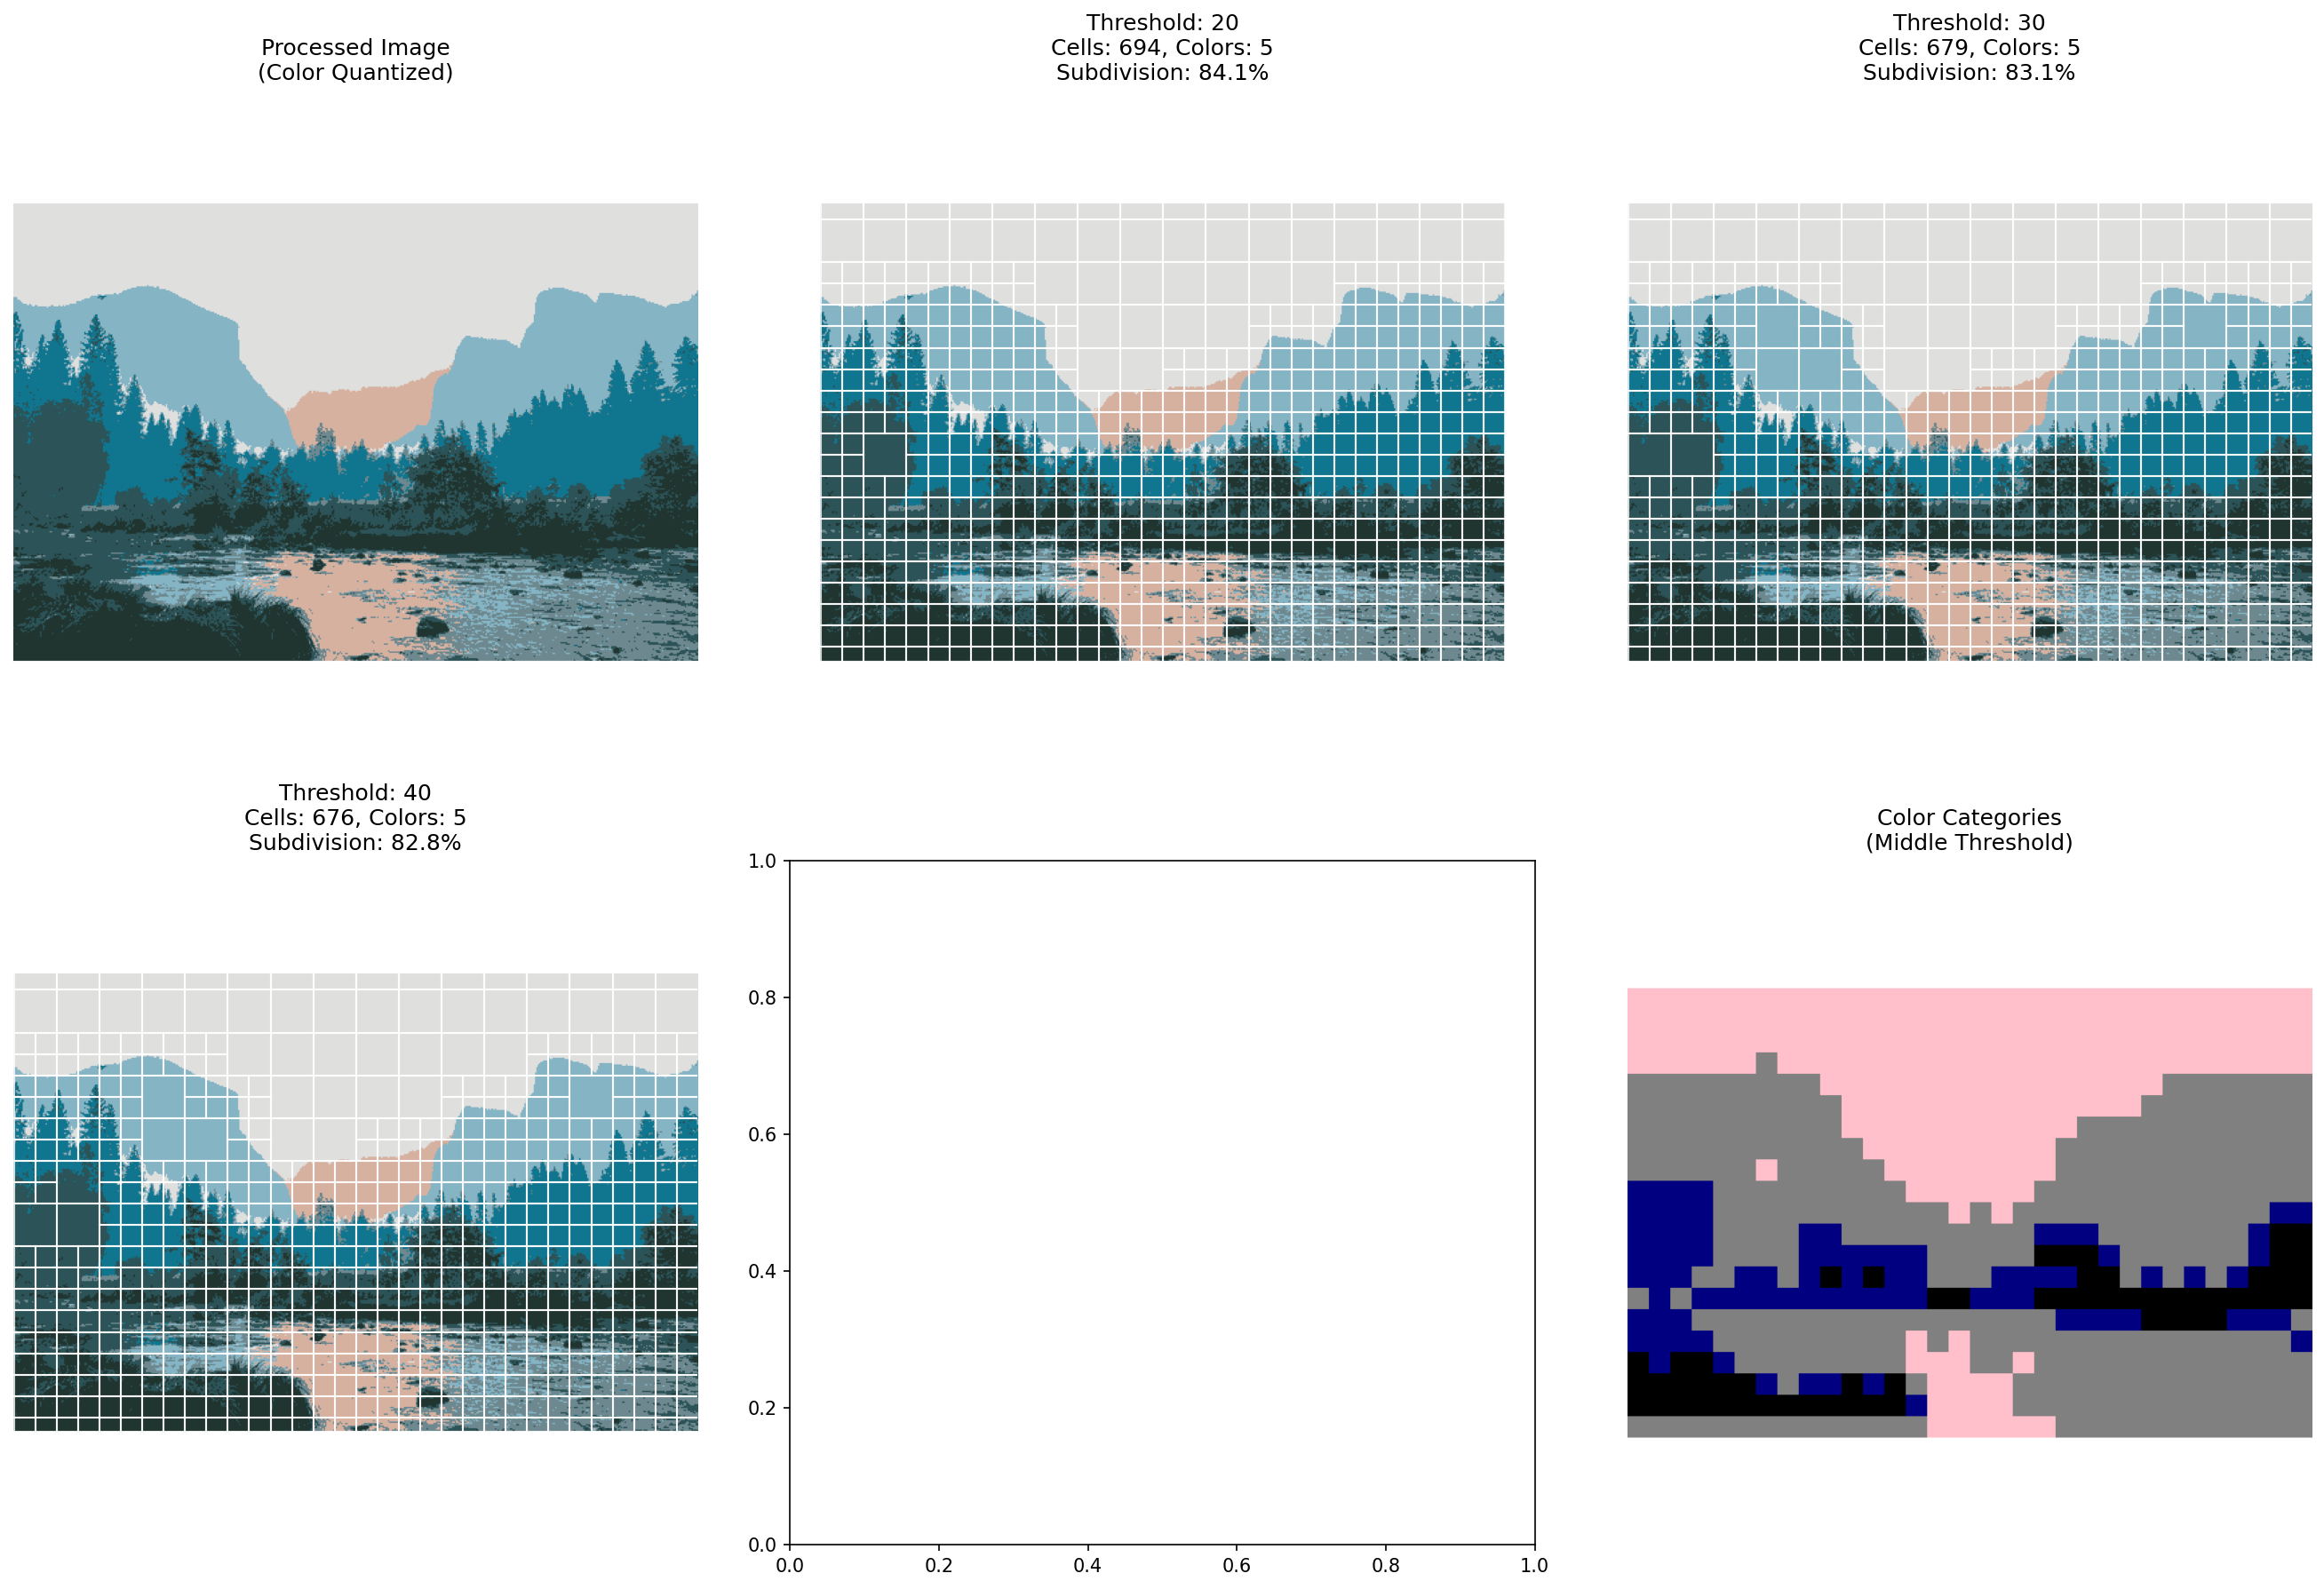 Processed Image
(Color Quantized)
Threshold: 20
Cells: 694, Colors: 5
Subdivision: 84.1%
Threshold: 30
Cells: 679, Colors: 5
Subdivision: 83.1%
Threshold: 40
Cells: 676, Colors: 5
Subdivision: 82.8%
1.0
0.8
0.6
0.4
0.2
0.0
0.0 0.2 0.4 0.6 0.8 1.0
Color Categories
(Middle Threshold)